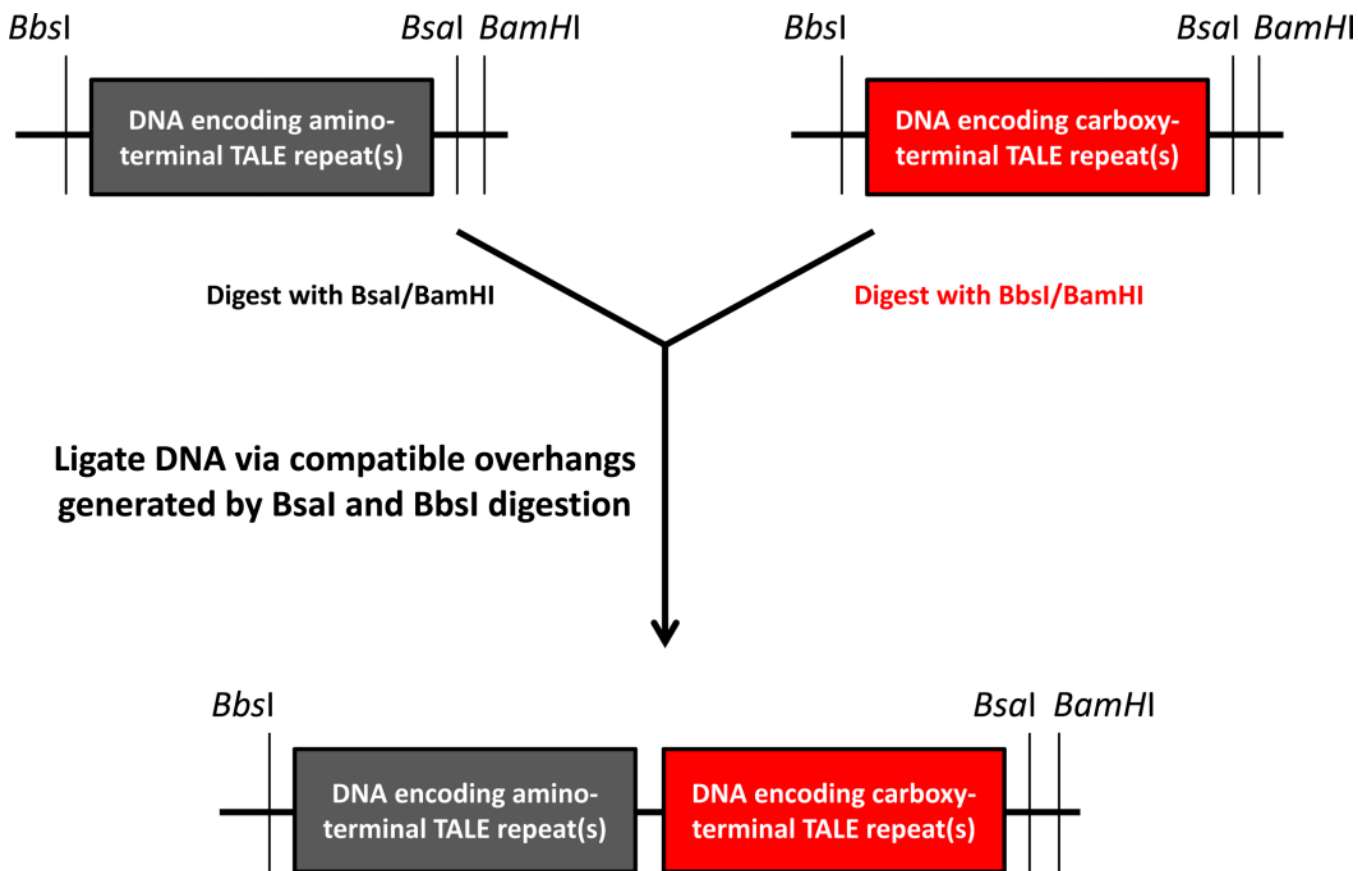 BbsI BsaI BamHI BbsI BsaI BamHI
DNA encoding amino-
terminal TALE repeat(s)
DNA encoding carboxy-
terminal TALE repeat(s)
Digest with BsaI/BamHI
Digest with BbsI/BamHI
Ligate DNA via compatible overhangs
generated by BsaI and BbsI digestion
BbsI BsaI BamHI
DNA encoding amino-
terminal TALE repeat(s)
DNA encoding carboxy-
terminal TALE repeat(s)